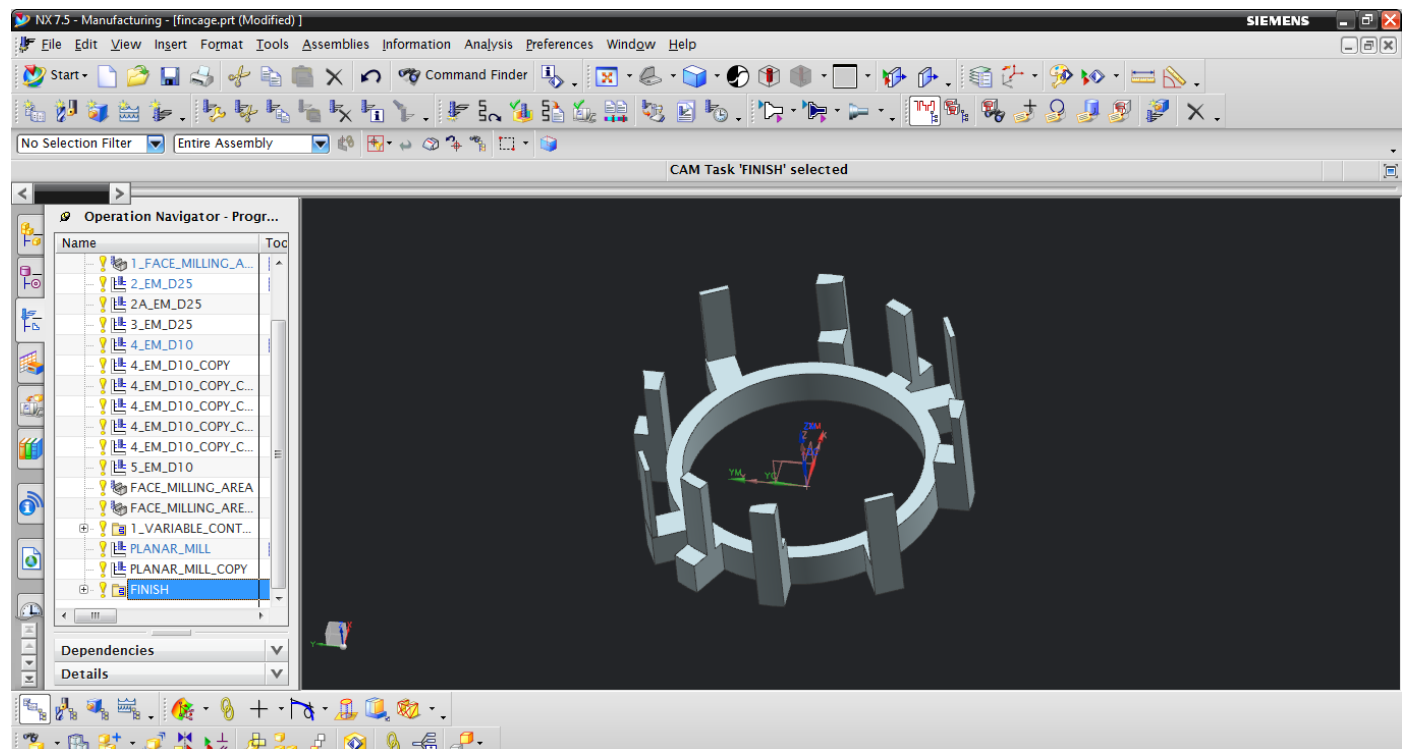 NX 7.5 - Manufacturing - [fincage.prt (Modified) ]
SIEMENS
File Edit View Insert Format Tools Assemblies Information Analysis Preferences Window Help
Start
Command Finder
No Selection Filter
Entire Assembly
CAM Task 'FINISH' selected
Operation Navigator - Progr...
Name
Toc
1_FACE_MILLING_A...
2_EM_D25
2A_EM_D25
3_EM_D25
4_EM_D10
4_EM_D10_COPY
4_EM_D10_COPY_C...
4_EM_D10_COPY_C...
4_EM_D10_COPY_C...
4_EM_D10_COPY_C...
5_EM_D10
FACE_MILLING_AREA
FACE_MILLING_ARE...
1_VARIABLE_CONT...
PLANAR_MILL
PLANAR_MILL_COPY
FINISH
Dependencies
Details
YM
Z
Y